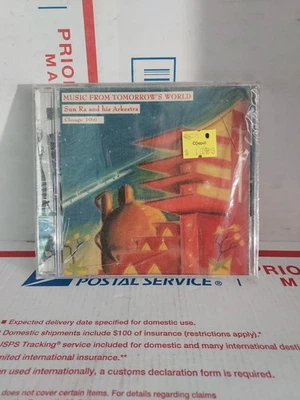 PRIOR
MA
PRIO
M
MUSIC FROM TOMORROW'S WORLD
Sun Ra and his Arkestra
Chicago 1960
POSTAL SERVICE®
■ Expected delivery date specified for domestic use.
Domestic shipments include $100 of insurance (restrictions apply).*
USPS Tracking® service included for domestic and many international desti
mited international insurance.**
en used internationally, a customs declaration form is required.
does not cover certain items. For details regarding claims